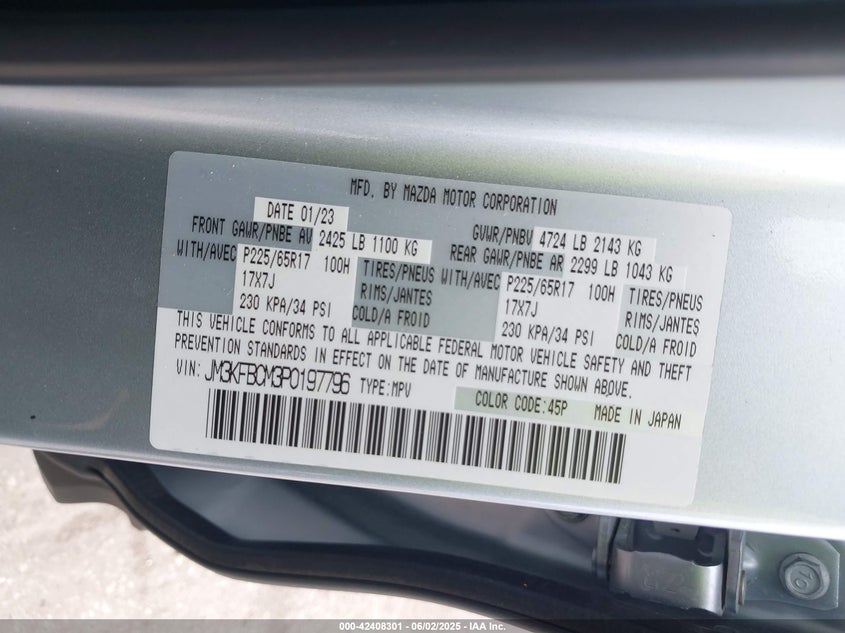 MFD. BY MAZDA MOTOR CORPORATION
DATE 01/23
FRONT GAWR/PNBE AV 2425 LB 1100 KG
WITH/AVEC P225/65R17 100H TIRES/PNEUS
17X7J RIMS/JANTES
230 KPA/34 PSI COLD/A FROID
GVWR/PNBV 4724 LB 2143 KG
REAR GAWR/PNBE AR 2299 LB 1043 KG
WITH/AVEC P225/65R17 100H TIRES/PNEUS
17X7J RIMS/JANTES
230 KPA/34 PSI COLD/A FROID
THIS VEHICLE CONFORMS TO ALL APPLICABLE FEDERAL MOTOR VEHICLE SAFETY AND THEFT
PREVENTION STANDARDS IN EFFECT ON THE DATE OF MANUFACTURE SHOWN ABOVE.
VIN: JM3KFBCM3P0197796 TYPE:MPV
COLOR CODE:45P MADE IN JAPAN
10
000-42408301 - 06/02/2025 - IAA Inc.